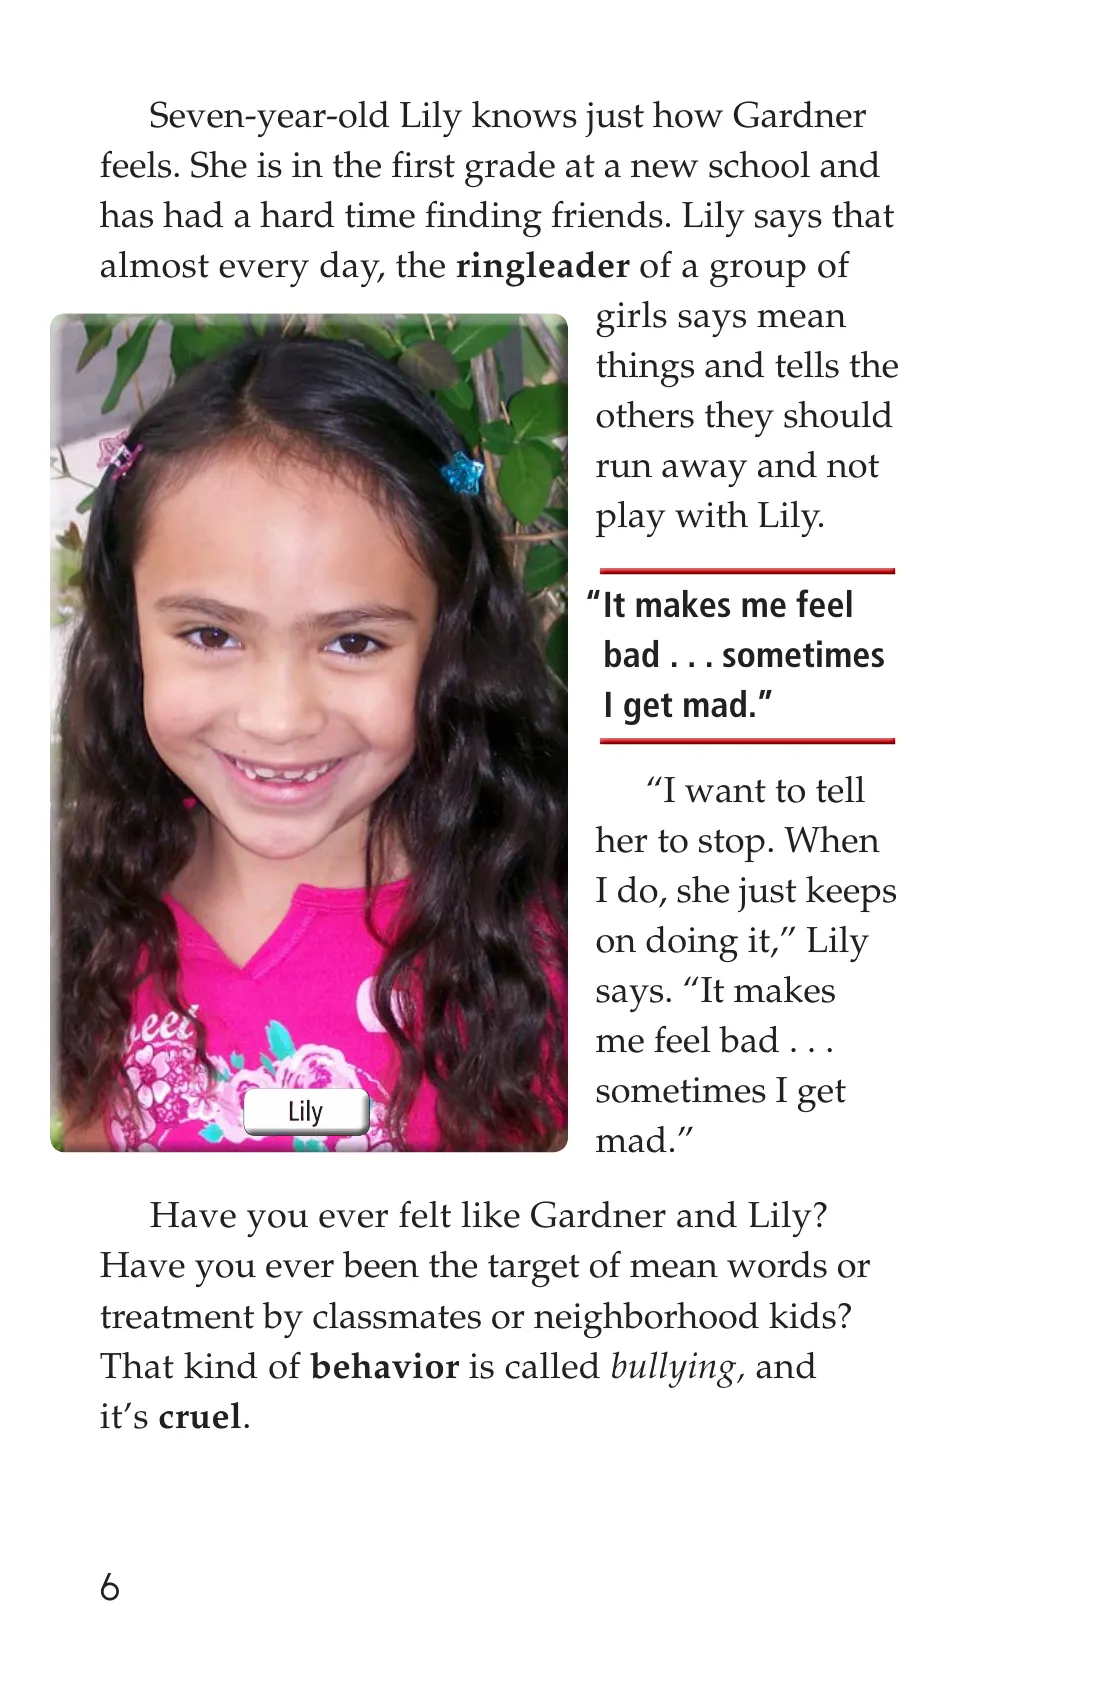 Seven-year-old Lily knows just how Gardner
feels. She is in the first grade at a new school and
has had a hard time finding friends. Lily says that
almost every day, the ringleader of a group of
girls says mean
things and tells the
others they should
run away and not
play with Lily.
“It makes me feel
bad . . . sometimes
I get mad.”
“I want to tell
her to stop. When
I do, she just keeps
on doing it,” Lily
says. “It makes
me feel bad . . .
sometimes I get
mad.”
Lily
Have you ever felt like Gardner and Lily?
Have you ever been the target of mean words or
treatment by classmates or neighborhood kids?
That kind of behavior is called bullying, and
it’s cruel.
6